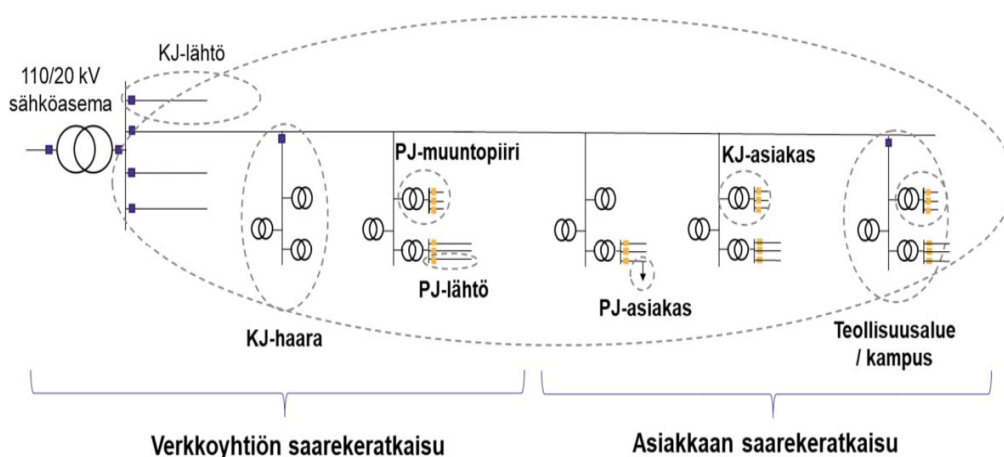 KJ-lähtö
110/20 kV
sähköasema
PJ-muuntopiiri
KJ-asiakas
PJ-lähtö
PJ-asiakas
KJ-haara
Teollisuusalue
/ kampus
Verkkoyhtiön saarekeratkaisu
Asiakkaan saarekeratkaisu